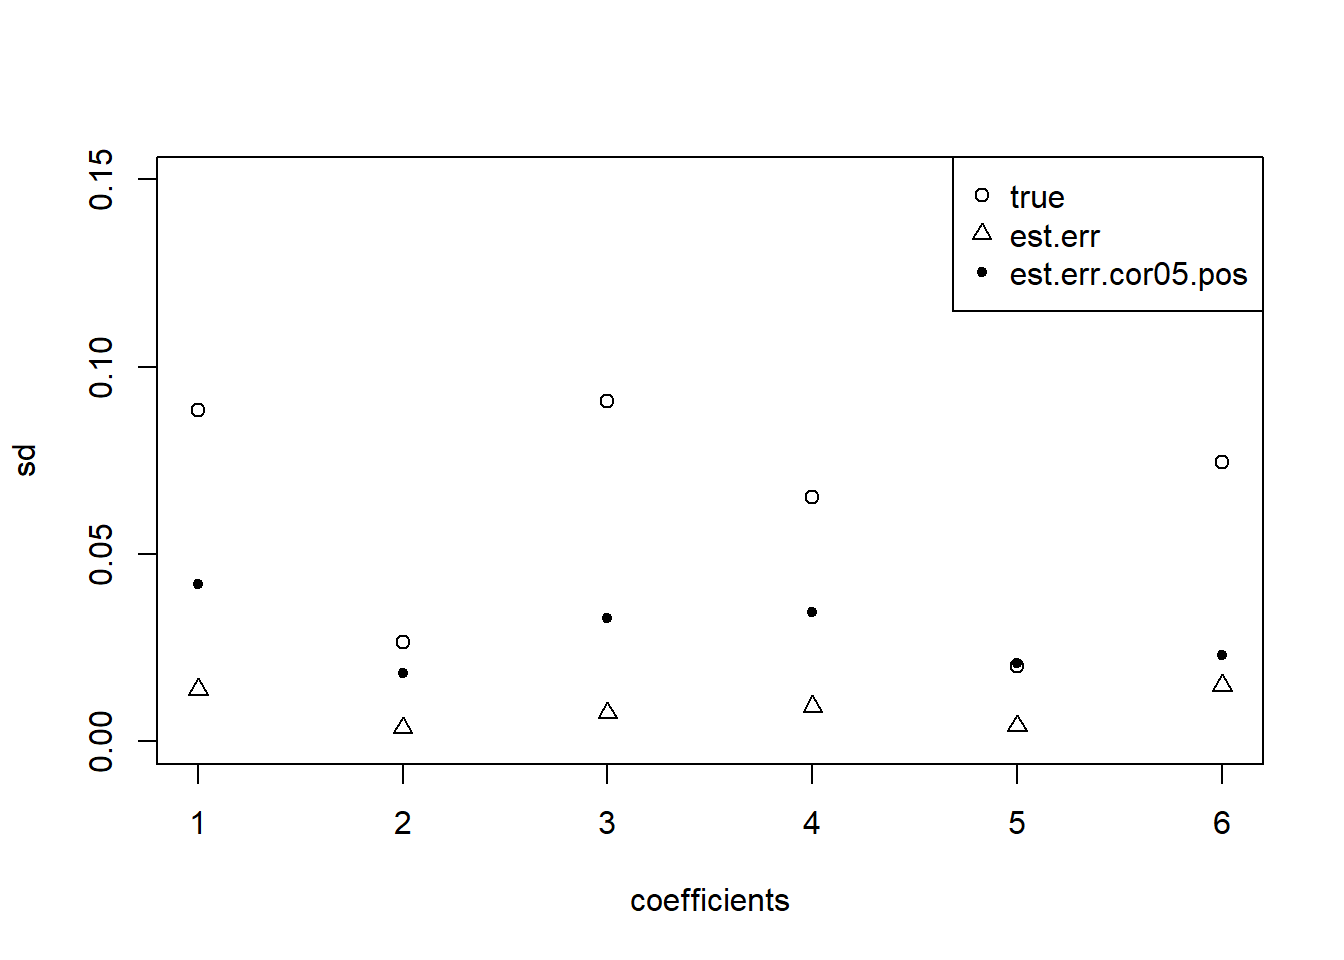 true
est.err
est.err.cor05.pos
0.15
0.10
0.05
0.00
sd
1 2 3 4 5 6
coefficients